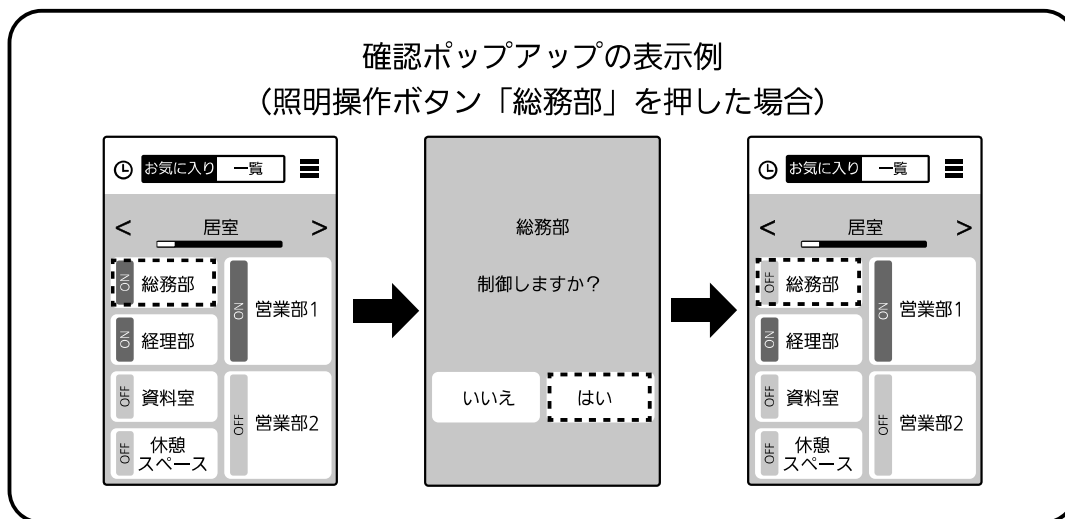 確認ポップアップの表示例
（照明操作ボタン「総務部」を押した場合）
お気に入り 一覧
< 居室 >
ON 総務部
ON 営業部1
ON 経理部
OFF 資料室
OFF 営業部2
OFF 休憩
スペース
総務部
制御しますか？
いいえ はい
お気に入り 一覧
< 居室 >
OFF 総務部
ON 営業部1
ON 経理部
OFF 資料室
OFF 営業部2
OFF 休憩
スペース